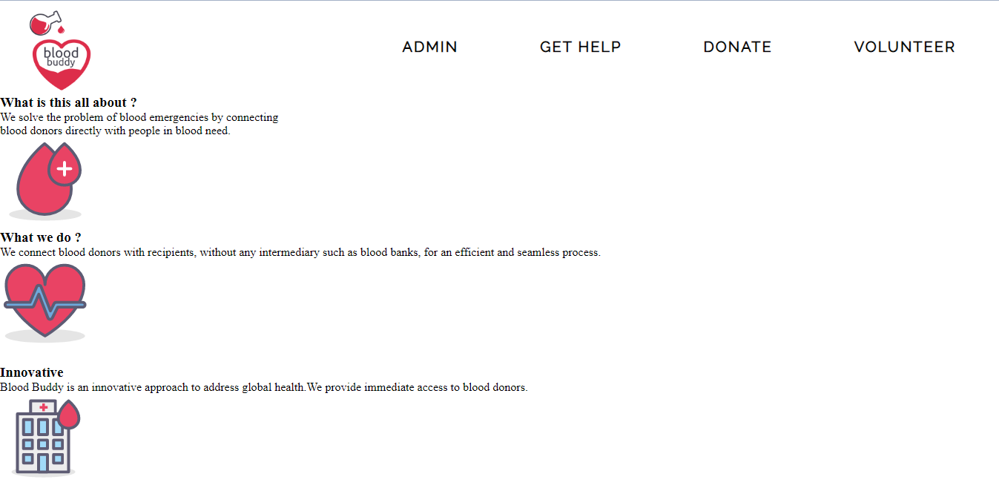 blood
buddy
ADMIN GET HELP DONATE VOLUNTEER
What is this all about ?
We solve the problem of blood emergencies by connecting
blood donors directly with people in blood need.
What we do ?
We connect blood donors with recipients, without any intermediary such as blood banks, for an efficient and seamless process.
Innovative
Blood Buddy is an innovative approach to address global health.We provide immediate access to blood donors.